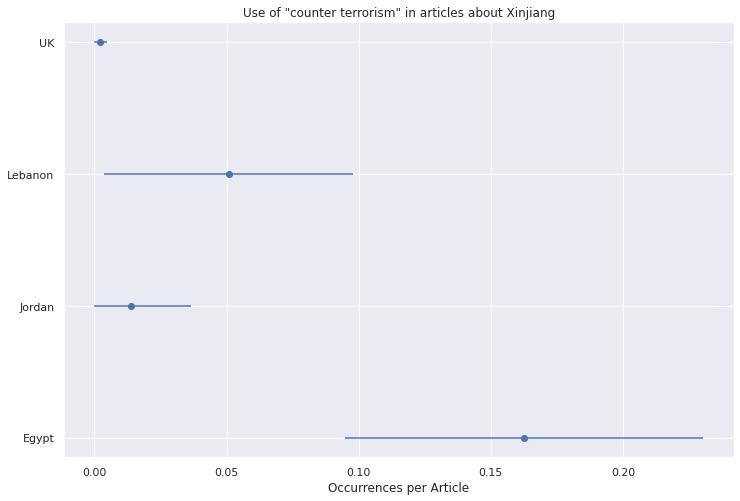 Use of "counter terrorism" in articles about Xinjiang
UK
Lebanon
Jordan
Egypt
0.00 0.05 0.10 0.15 0.20
Occurrences per Article